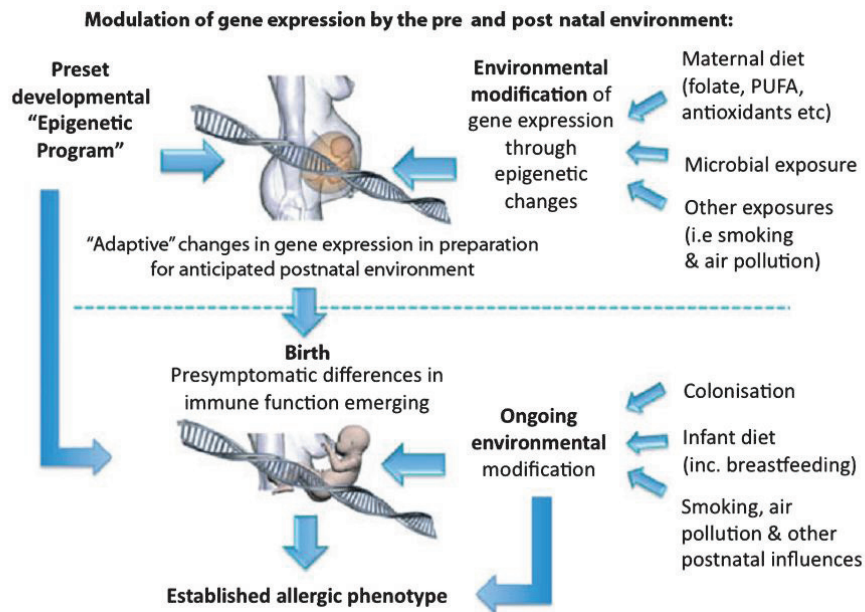 Modulation of gene expression by the pre and post natal environment:
Preset
developmental
"Epigenetic
Program"
Environmental
modification of
gene expression
through
epigenetic
changes
Maternal diet
(folate, PUFA,
antioxidants etc)
Microbial exposure
Other exposures
(i.e smoking
& air pollution)
"Adaptive" changes in gene expression in preparation
for anticipated postnatal environment
Birth
Presymptomatic differences in
immune function emerging
Ongoing
environmental
modification
Colonisation
Infant diet
(inc. breastfeeding)
Smoking, air
pollution & other
postnatal influences
Established allergic phenotype